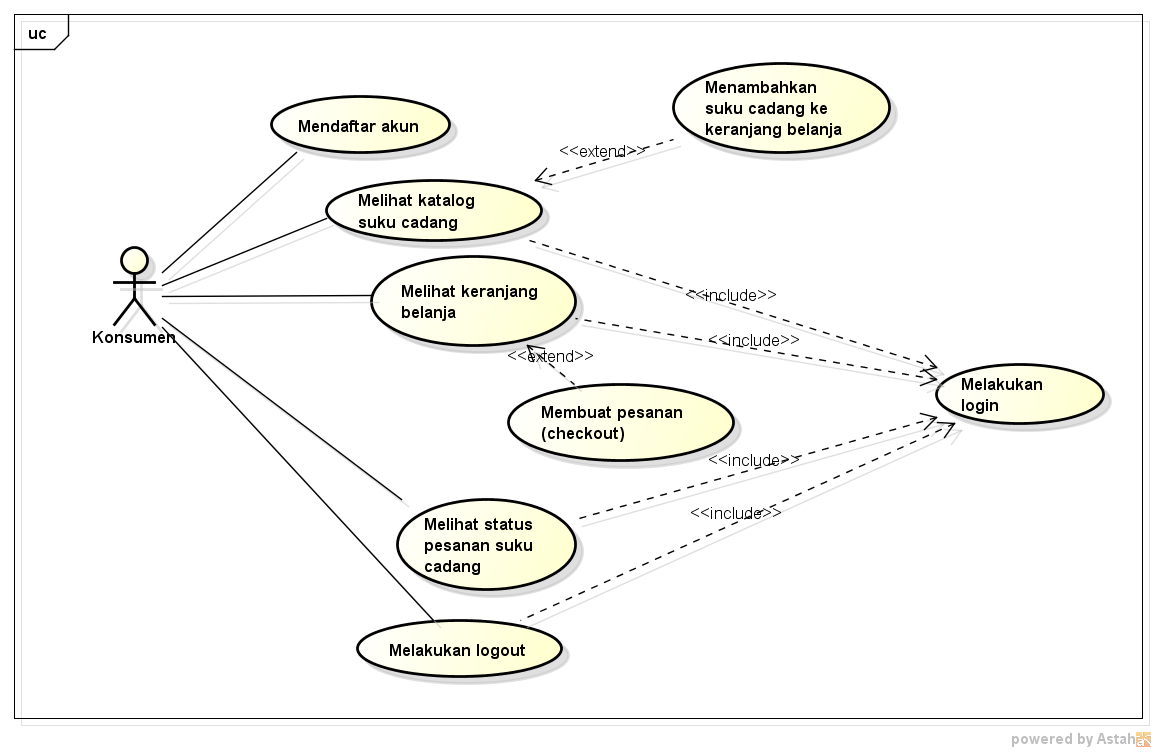 uc
Menambahkan
suku cadang ke
keranjang belanja
Mendaftar akun
<<extend>>
Melihat katalog
suku cadang
Melihat keranjang
belanja
<<include>>
Konsumen
<<include>>
<<extend>>
Melakukan
login
Membuat pesanan
(checkout)
<<include>>
<<include>>
Melihat status
pesanan suku
cadang
Melakukan logout
powered by Astah